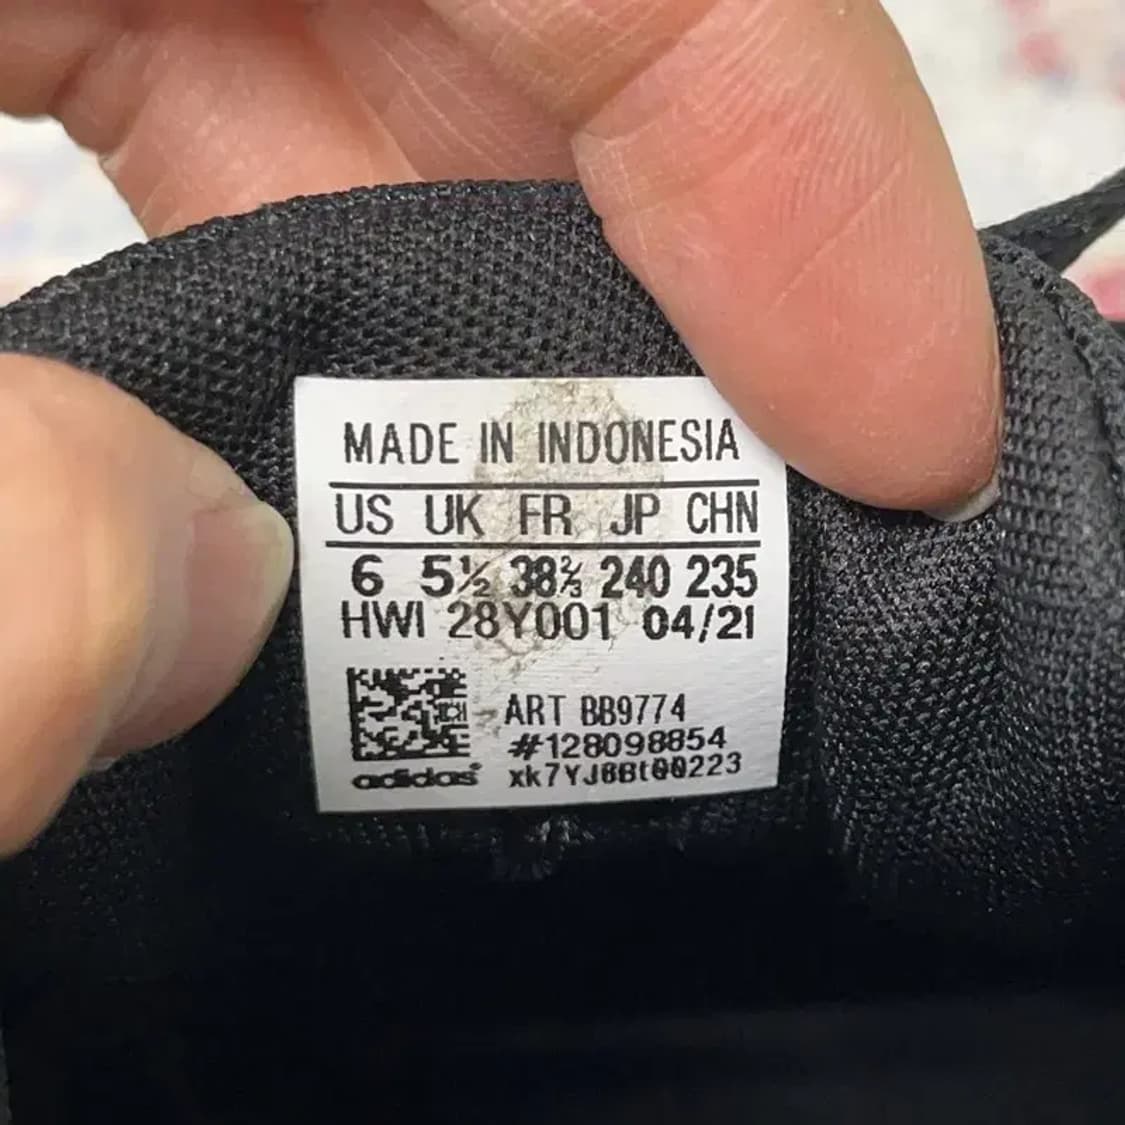 MADE IN INDONESIA
US UK FR JP CHN
6 5½ 38⅔ 240 235
HWI 28Y001 04/21
ART BB9774
#128098854
adidas xk7YJ8Bt00223